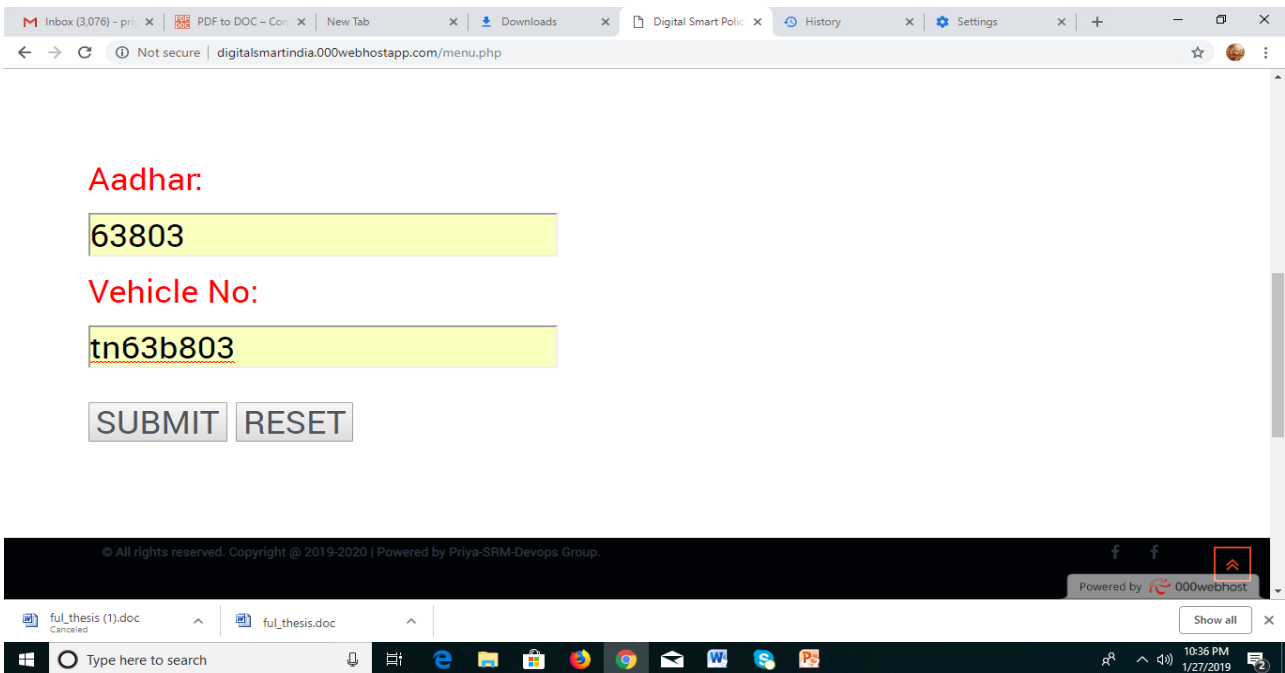 Inbox (3,076) - pri
PDF to DOC – Con
New Tab
Downloads
Digital Smart Polic
History
Settings
Not secure | digitalsmartindia.000webhostapp.com/menu.php
Aadhar:
63803
Vehicle No:
tn63b803
SUBMIT RESET
© All rights reserved. Copyright @ 2019-2020 | Powered by Priya-SRM-Devops Group.
Powered by 000webhost
ful_thesis (1).doc
Canceled
ful_thesis.doc
Show all
Type here to search
10:36 PM
1/27/2019